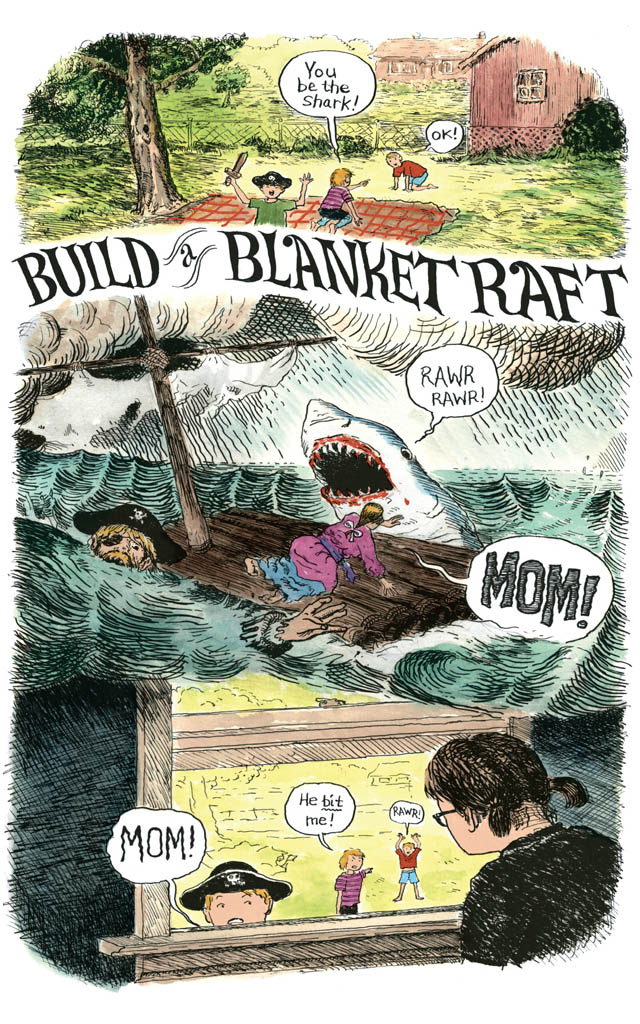 You
be the
shark!
OK!
BUILD a BLANKET RAFT
RAWR
RAWR!
MOM!
MOM!
He bit
me!
RAWR!